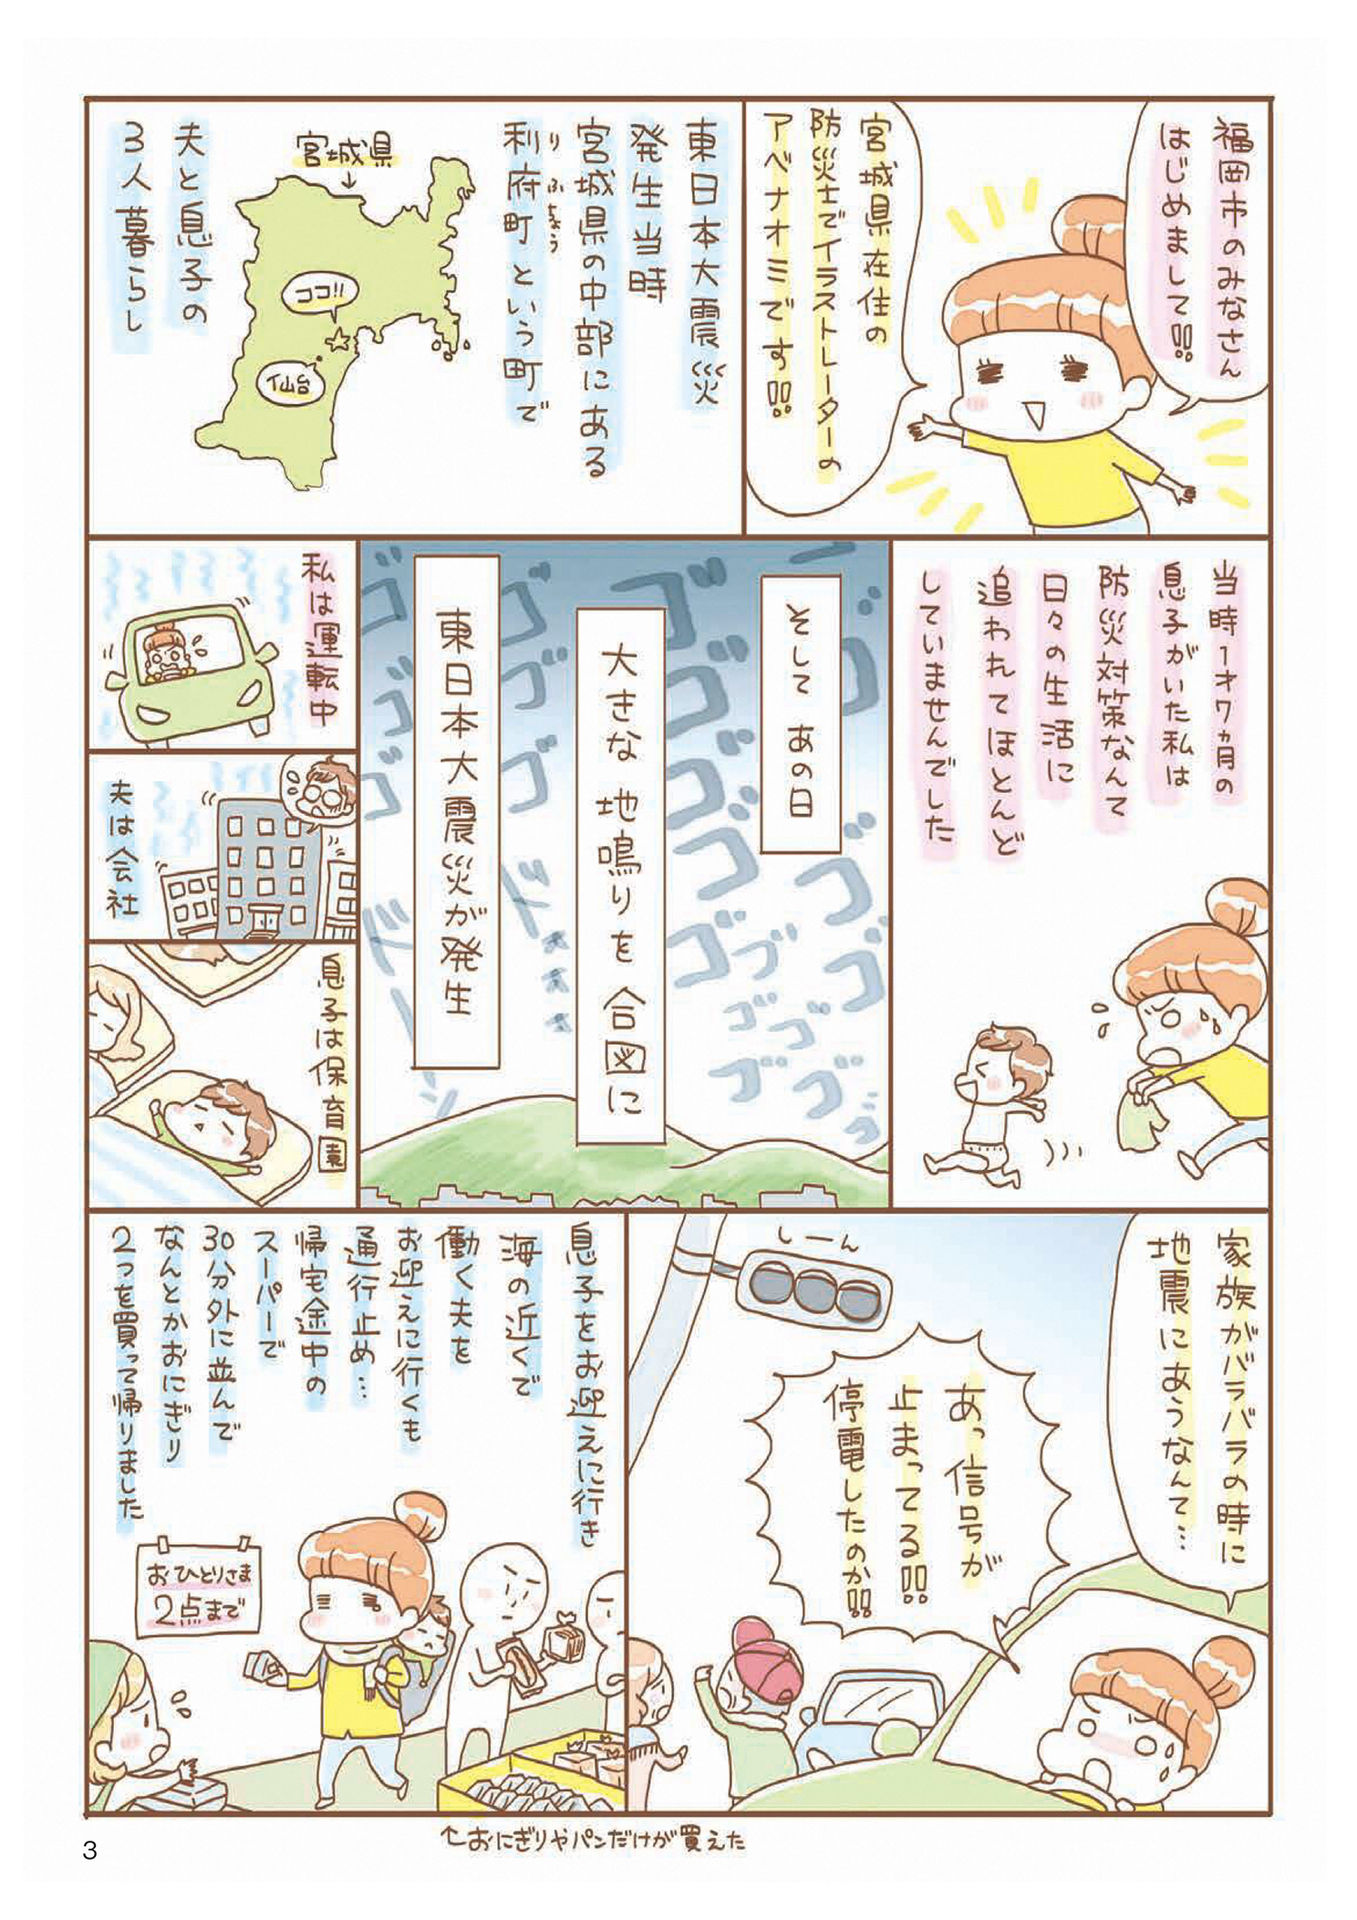 福岡市のみなさん
はじめまして!!
宮城県在住の
防災士でイラストレーターの
アベナオミです!!
東日本大震災
発生当時
宮城県の中部にある
利府町という町で
りふちょう
夫と息子の
3人暮らし
宮城県
ココ!!
仙台
当時1才7ヵ月の
息子がいた私は
防災対策なんて
日々の生活に
追われてほとんど
していませんでした
そして あの日
大きな 地鳴りを 合図に
東日本大震災が発生
ゴゴゴゴゴゴゴ
ドドドーン
私は運転中
夫は会社
息子は保育園
家族がバラバラの時に
地震にあうなんて…
しーん
あっ信号が
止まってる!!
停電したのか!!
息子をお迎えに行き
海の近くで
働く夫を
お迎えに行くも
通行止め…
帰宅途中の
スーパーで
30分外に並んで
なんとかおにぎり
2つを買って帰りました
おひとりさま
2点まで
↑おにぎりやパンだけが買えた
3